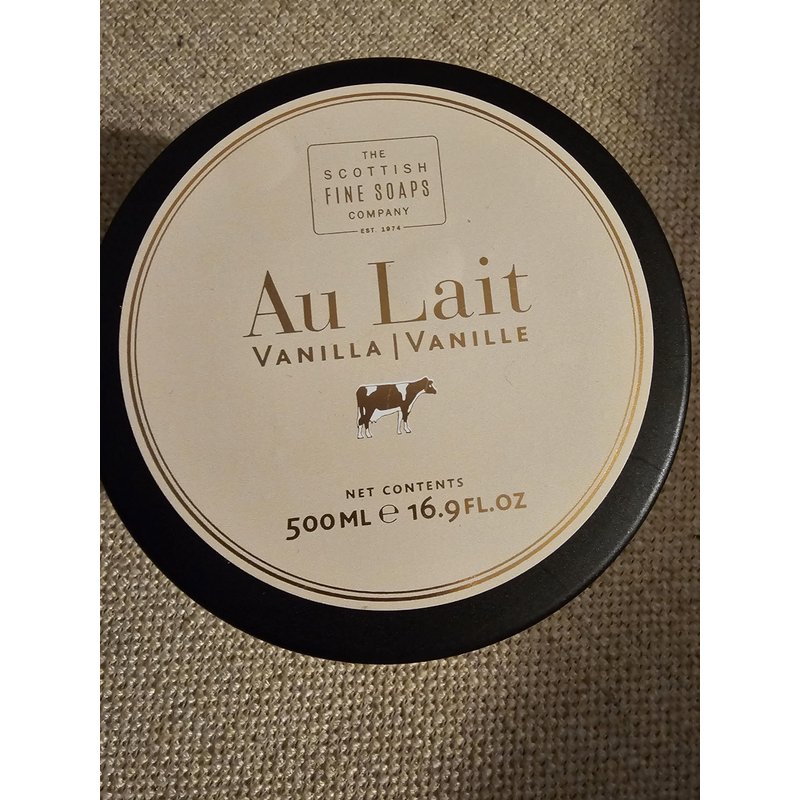 THE
SCOTTISH
FINE SOAPS
COMPANY
EST. 1974
Au Lait
VANILLA | VANILLE
NET CONTENTS
500ML ℮ 16.9FL.OZ